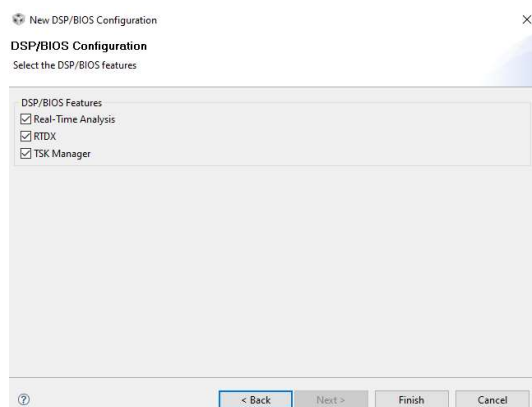 New DSP/BIOS Configuration
DSP/BIOS Configuration
Select the DSP/BIOS features
DSP/BIOS Features
Real-Time Analysis
RTDX
TSK Manager
< Back
Next >
Finish
Cancel